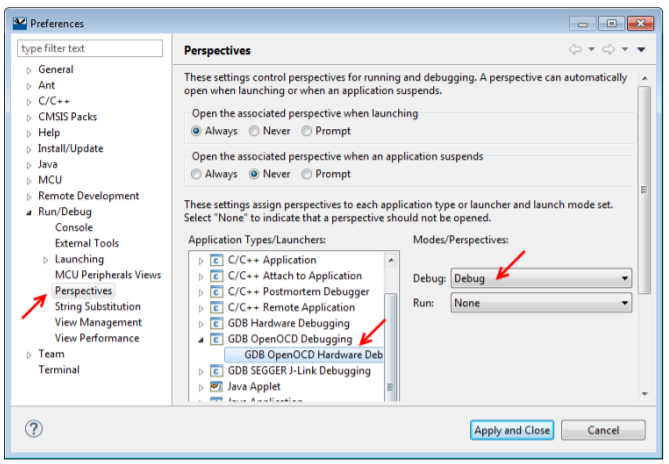 Preferences
type filter text
General
Ant
C/C++
CMSIS Packs
Help
Install/Update
Java
MCU
Remote Development
Run/Debug
Console
External Tools
Launching
MCU Peripherals Views
Perspectives
String Substitution
View Management
View Performance
Team
Terminal
Perspectives
These settings control perspectives for running and debugging. A perspective can automatically
open when launching or when an application suspends.
Open the associated perspective when launching
Always Never Prompt
Open the associated perspective when an application suspends
Always Never Prompt
These settings assign perspectives to each application type or launcher and launch mode set.
Select "None" to indicate that a perspective should not be opened.
Application Types/Launchers:
C/C++ Application
C/C++ Attach to Application
C/C++ Postmortem Debugger
C/C++ Remote Application
GDB Hardware Debugging
GDB OpenOCD Debugging
GDB OpenOCD Hardware Deb
GDB SEGGER J-Link Debugging
Java Applet
Java Application
Modes/Perspectives:
Debug: Debug
Run: None
?
Apply and Close
Cancel